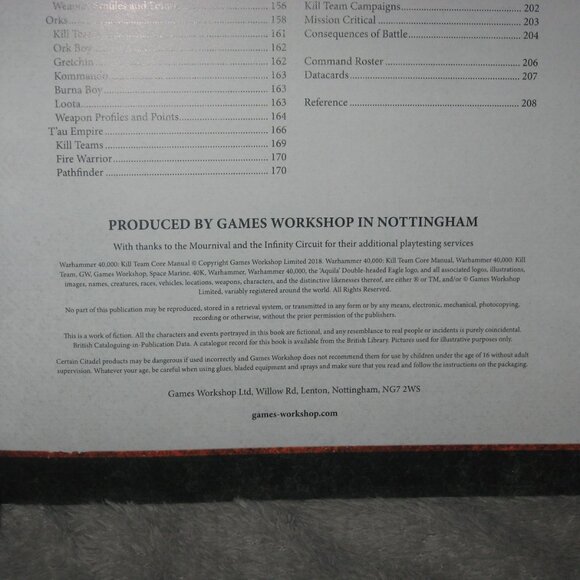 Weapon Profiles and Points 156
Orks 158
Kill Teams 161
Ork Boy 162
Gretchin 162
Kommando 163
Burna Boy 163
Loota 163
Weapon Profiles and Points 164
T'au Empire 166
Kill Teams 169
Fire Warrior 170
Pathfinder 170
Kill Team Campaigns 202
Mission Critical 203
Consequences of Battle 204
Command Roster 206
Datacards 207
Reference 208
PRODUCED BY GAMES WORKSHOP IN NOTTINGHAM
With thanks to the Mournival and the Infinity Circuit for their additional playtesting services
Warhammer 40,000: Kill Team Core Manual © Copyright Games Workshop Limited 2018. Warhammer 40,000: Kill Team Core Manual, Warhammer 40,000: Kill
Team, GW, Games Workshop, Space Marine, 40K, Warhammer, Warhammer 40,000, the 'Aquila' Double-headed Eagle logo, and all associated logos, illustrations,
images, names, creatures, races, vehicles, locations, weapons, characters, and the distinctive likenesses thereof, are either ® or TM, and/or © Games Workshop
Limited, variably registered around the world. All Rights Reserved.
No part of this publication may be reproduced, stored in a retrieval system, or transmitted in any form or by any means, electronic, mechanical, photocopying,
recording or otherwise, without the prior permission of the publishers.
This is a work of fiction. All the characters and events portrayed in this book are fictional, and any resemblance to real people or incidents is purely coincidental.
British Cataloguing-in-Publication Data. A catalogue record for this book is available from the British Library. Pictures used for illustrative purposes only.
Certain Citadel products may be dangerous if used incorrectly and Games Workshop does not recommend them for use by children under the age of 16 without adult
supervision. Whatever your age, be careful when using glues, bladed equipment and sprays and make sure that you read and follow the instructions on the packaging.
Games Workshop Ltd, Willow Rd, Lenton, Nottingham, NG7 2WS
games-workshop.com